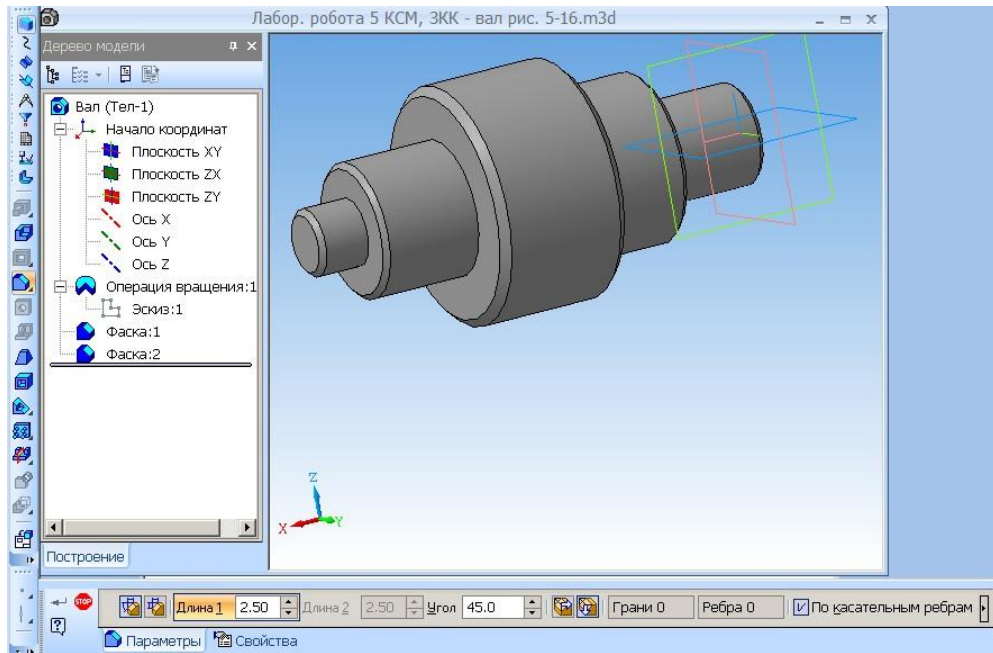 Лабор. робота 5 КСМ, ЗКК - вал рис. 5-16.m3d
Дерево модели
Вал (Тел-1)
Начало координат
Плоскость XY
Плоскость ZX
Плоскость ZY
Ось X
Ось Y
Ось Z
Операция вращения:1
Эскиз:1
Фаска:1
Фаска:2
Z
X
Y
Построение
STOP
Длина 1 2.50 Длина 2 2.50 Угол 45.0 Грани 0 Ребра 0 По касательным ребрам
Параметры Свойства